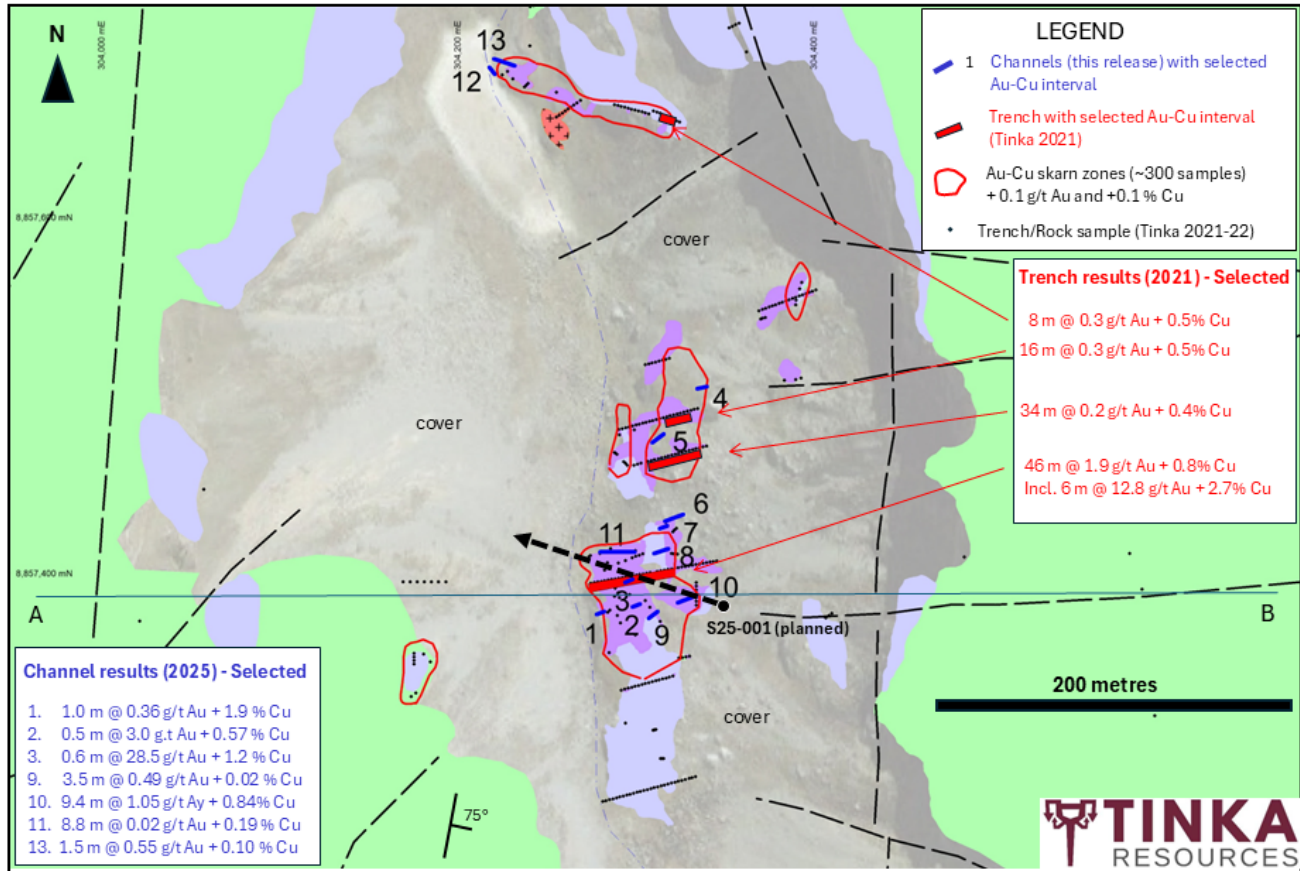 N
304,000 mE
304,200 mE
304,400 mE
8,857,600 mN
8,857,400 mN
13
12
cover
cover
4
5
6
7
11
8
10
3
1
2
9
S25-001 (planned)
A
B
cover
75°
200 metres
LEGEND
1 Channels (this release) with selected
Au-Cu interval
Trench with selected Au-Cu interval
(Tinka 2021)
Au-Cu skarn zones (~300 samples)
+ 0.1 g/t Au and +0.1 % Cu
Trench/Rock sample (Tinka 2021-22)
Trench results (2021) - Selected
8 m @ 0.3 g/t Au + 0.5% Cu
16 m @ 0.3 g/t Au + 0.5% Cu
34 m @ 0.2 g/t Au + 0.4% Cu
46 m @ 1.9 g/t Au + 0.8% Cu
Incl. 6 m @ 12.8 g/t Au + 2.7% Cu
Channel results (2025) - Selected
1. 1.0 m @ 0.36 g/t Au + 1.9 % Cu
2. 0.5 m @ 3.0 g.t Au + 0.57 % Cu
3. 0.6 m @ 28.5 g/t Au + 1.2 % Cu
9. 3.5 m @ 0.49 g/t Au + 0.02 % Cu
10. 9.4 m @ 1.05 g/t Ay + 0.84% Cu
11. 8.8 m @ 0.02 g/t Au + 0.19 % Cu
13. 1.5 m @ 0.55 g/t Au + 0.10 % Cu
TINKA
RESOURCES